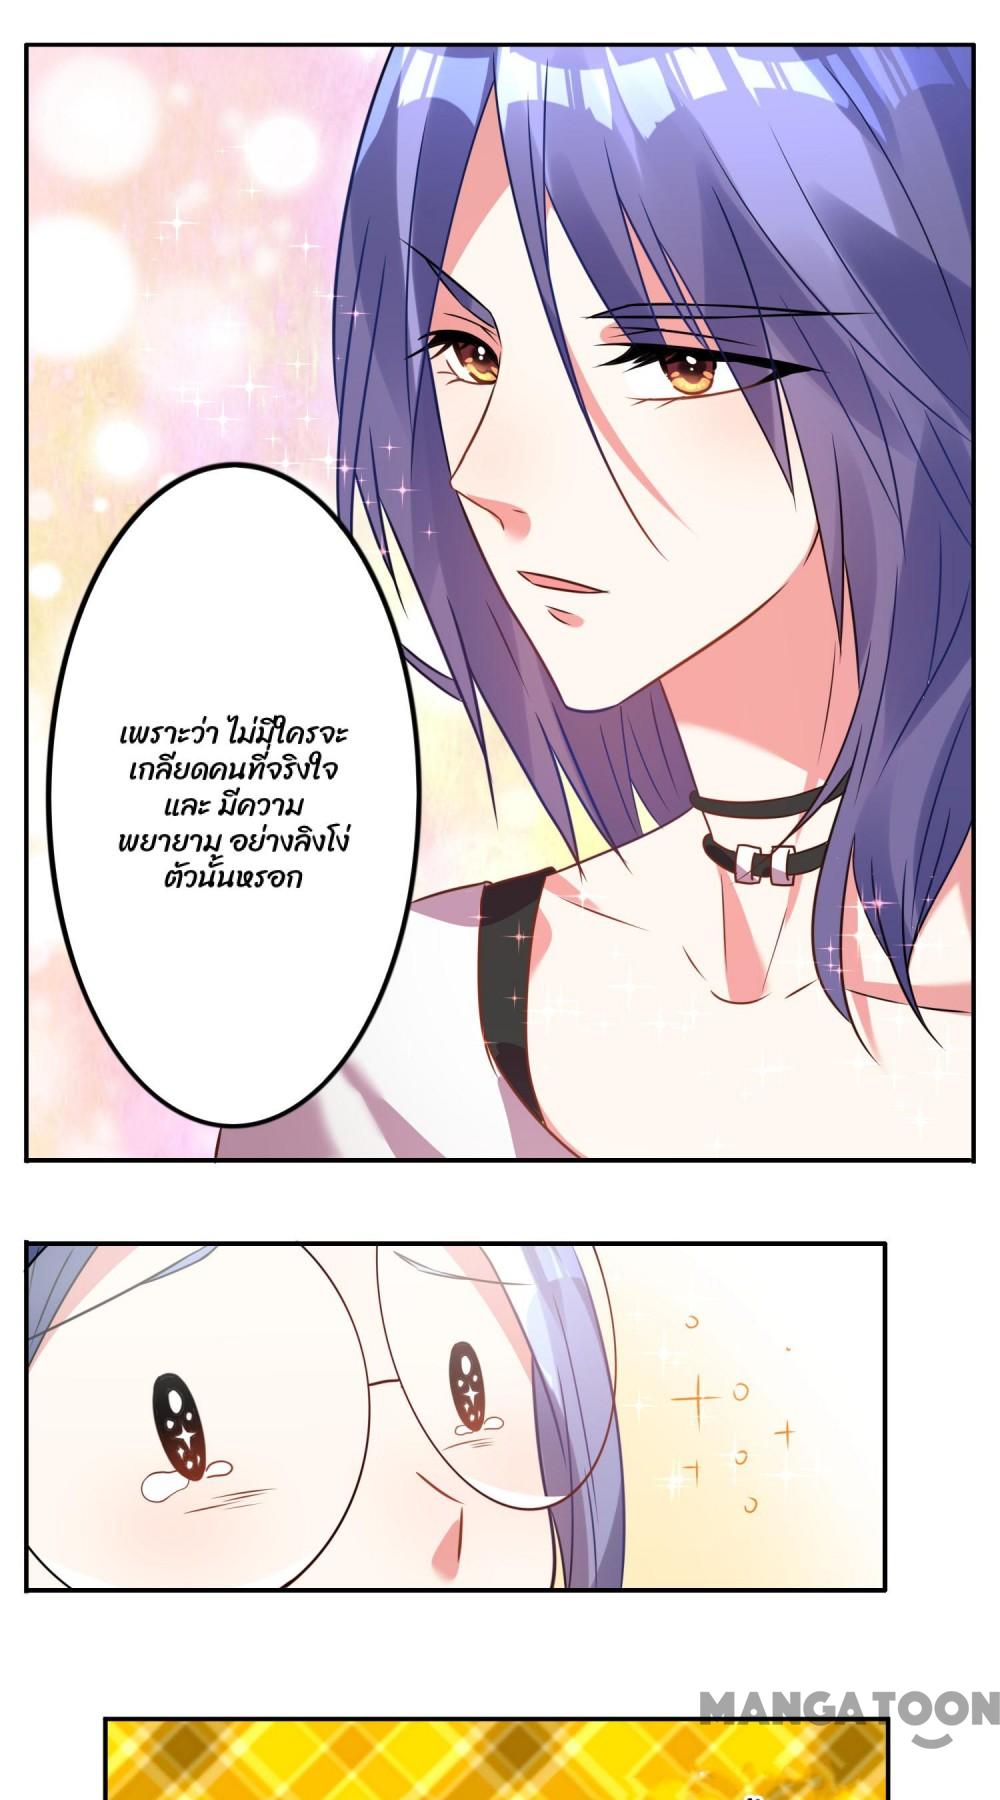 เพราะว่า ไม่มีใครจะ
เกลียดคนที่จริงใจ
และ มีความ
พยายาม อย่างลิงโง่
ตัวนั้นหรอก
MANGATOON